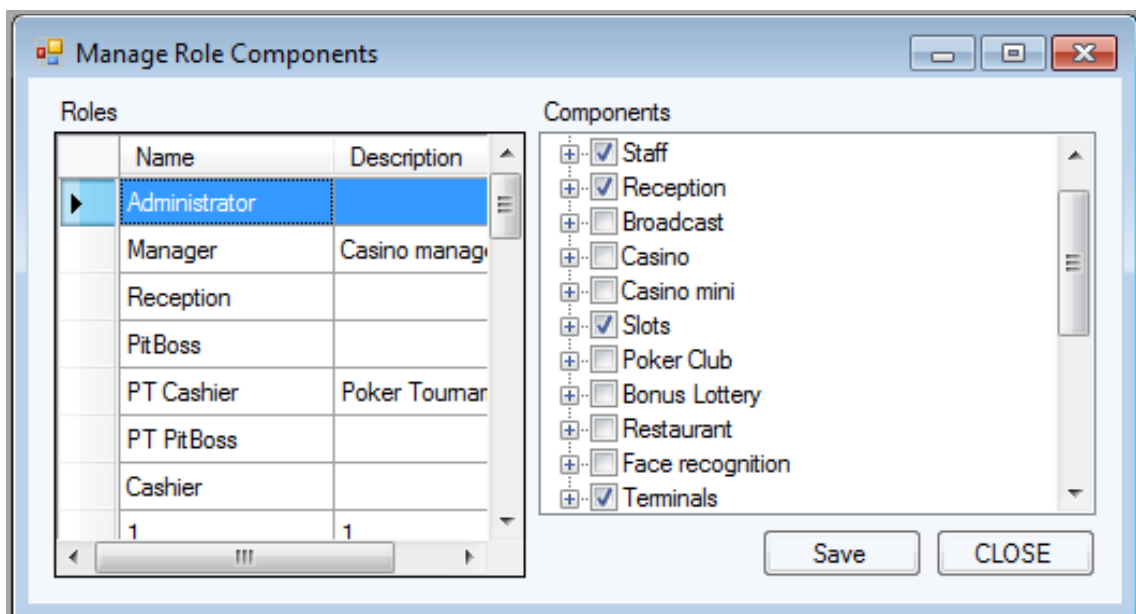 Manage Role Components
Roles
Name Description
Administrator
Manager Casino manag
Reception
PitBoss
PT Cashier Poker Tournar
PT PitBoss
Cashier
1 1
Components
Staff
Reception
Broadcast
Casino
Casino mini
Slots
Poker Club
Bonus Lottery
Restaurant
Face recognition
Terminals
Save CLOSE